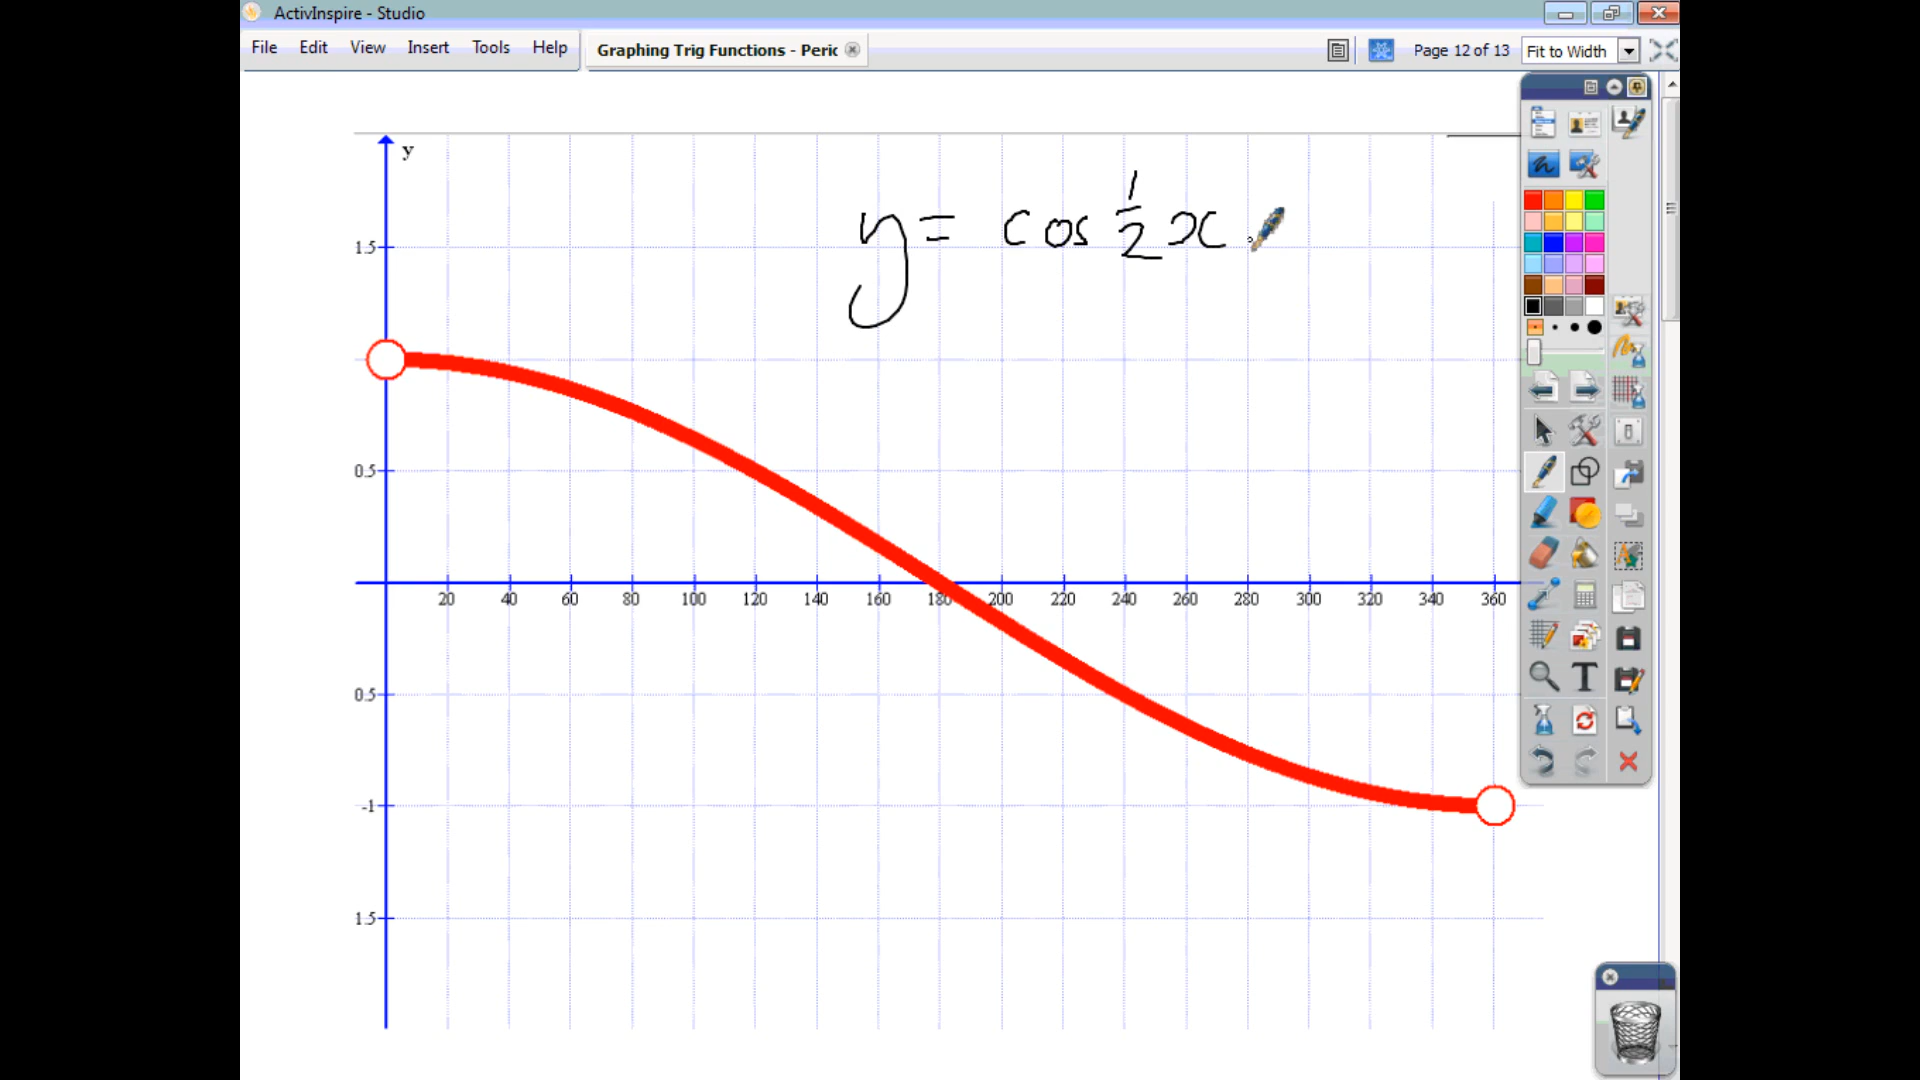 ActivInspire - Studio
File Edit View Insert Tools Help
Graphing Trig Functions - Peric
Page 12 of 13
Fit to Width
y
y = cos 1/2 x
1.5
0.5
20 40 60 80 100 120 140 160 180 200 220 240 260 280 300 320 340 360
0.5
-1
1.5
T